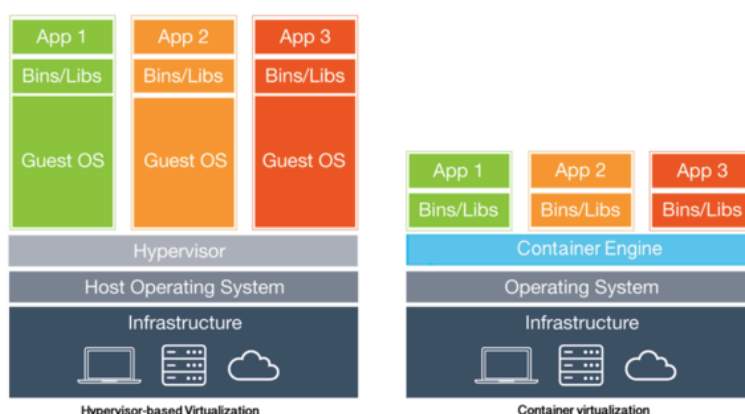 App 1
App 2
App 3
Bins/Libs
Bins/Libs
Bins/Libs
Guest OS
Guest OS
Guest OS
Hypervisor
Host Operating System
Infrastructure
Hypervisor-based Virtualization
App 1
App 2
App 3
Bins/Libs
Bins/Libs
Bins/Libs
Container Engine
Operating System
Infrastructure
Container virtualization